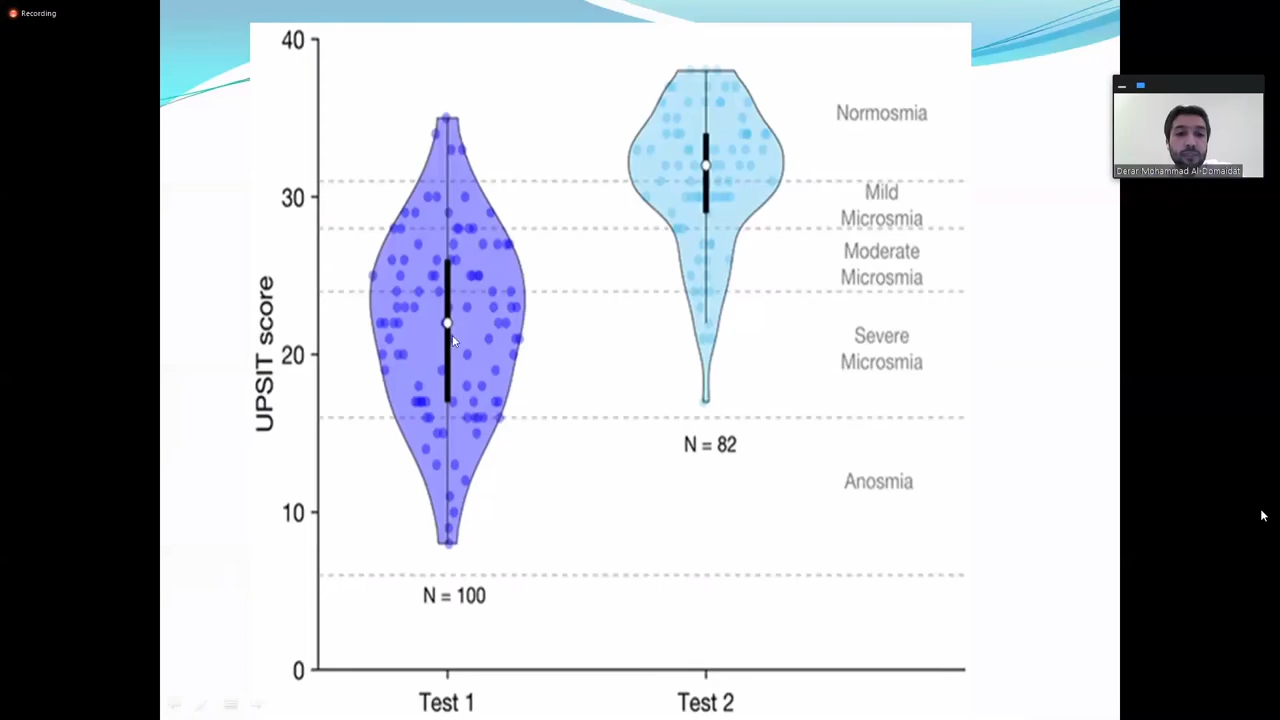 Recording
40
30
20
10
0
UPSIT score
Normosmia
Mild
Microsmia
Moderate
Microsmia
Severe
Microsmia
Anosmia
N = 82
N = 100
Test 1
Test 2
Derar Mohammad Al-Domaidat